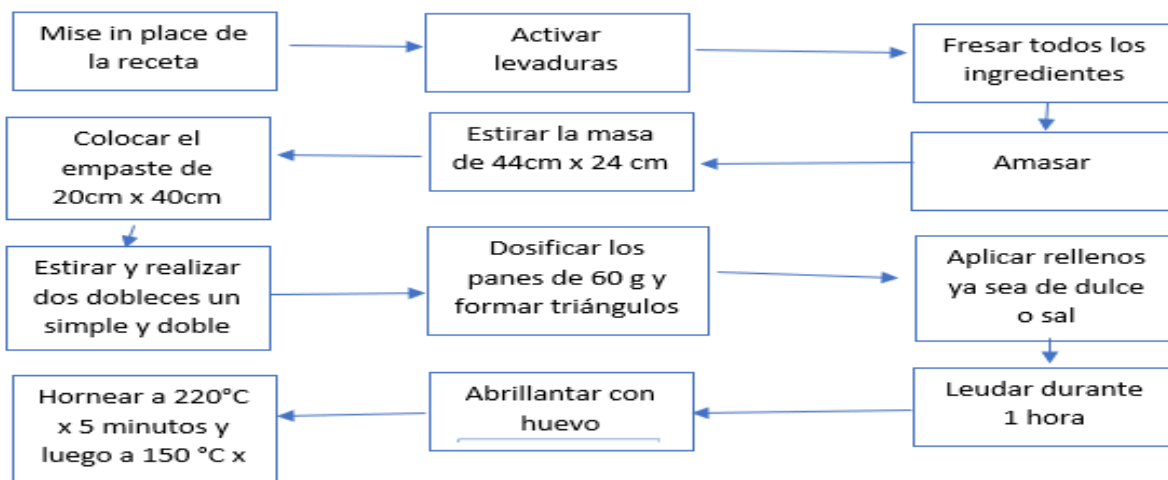 Mise in place de
la receta
Activar
levaduras
Fresar todos los
ingredientes
Amasar
Estirar la masa
de 44cm x 24 cm
Colocar el
empaste de
20cm x 40cm
Estirar y realizar
dos dobleces un
simple y doble
Dosificar los
panes de 60 g y
formar triángulos
Aplicar rellenos
ya sea de dulce
o sal
Leudar durante
1 hora
Abrillantar con
huevo
Hornear a 220°C
x 5 minutos y
luego a 150 °C x